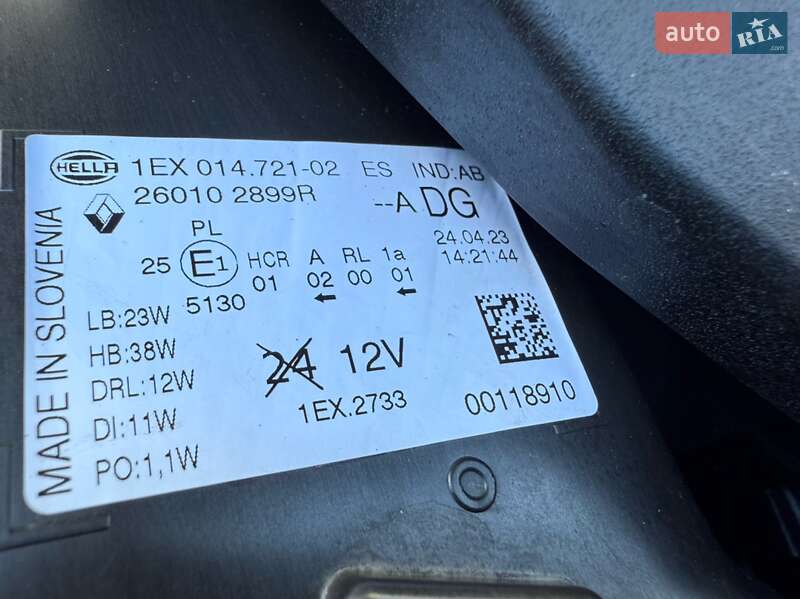 auto RIA .com
HELLA 1EX 014.721-02 ES IND:AB
26010 2899R --A DG
PL 24.04.23
25 E1 HCR A RL 1a 14:21:44
01 02 00 01
5130
LB:23W
HB:38W 24 12V
DRL:12W
DI:11W 1EX.2733 00118910
PO:1,1W
MADE IN SLOVENIA